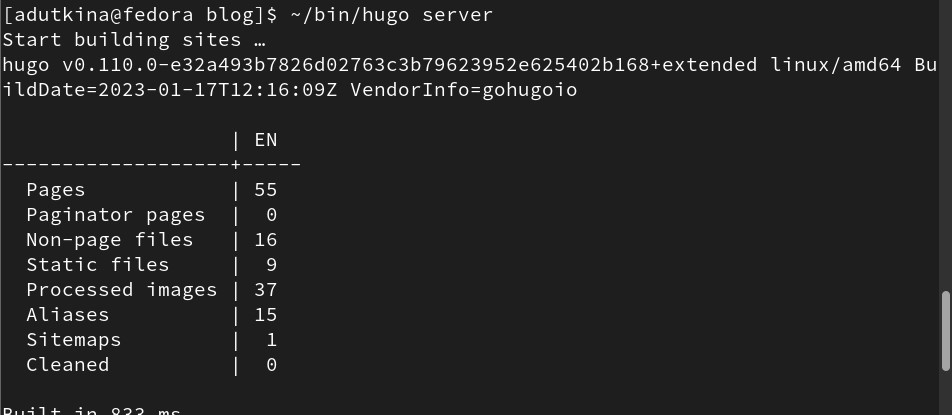 [adutkina@fedora blog]$ ~/bin/hugo server
Start building sites …
hugo v0.110.0-e32a493b7826d02763c3b79623952e625402b168+extended linux/amd64 Bu
ildDate=2023-01-17T12:16:09Z VendorInfo=gohugoio
                   | EN
-------------------+-----
  Pages            | 55
  Paginator pages  |  0
  Non-page files   | 16
  Static files     |  9
  Processed images | 37
  Aliases          | 15
  Sitemaps         |  1
  Cleaned          |  0
Built in 833 ms